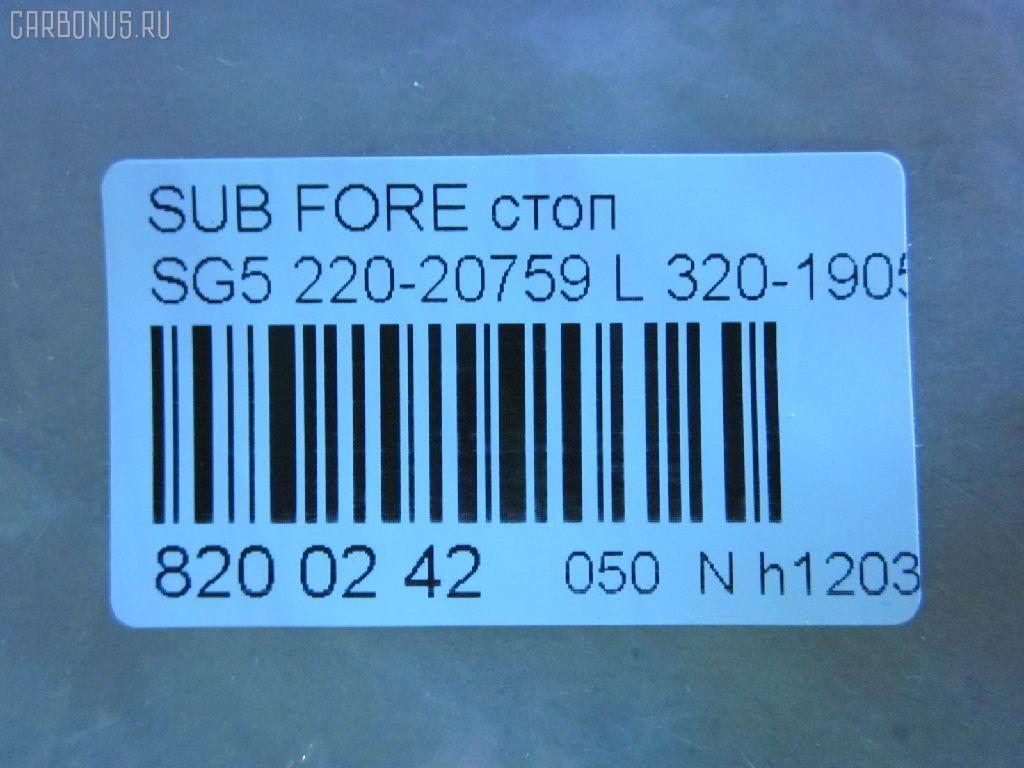 CARBONUS.RU
SUB FORE стоп
SG5 220-20759 L 320-1905
820 02 42 050 N h1203